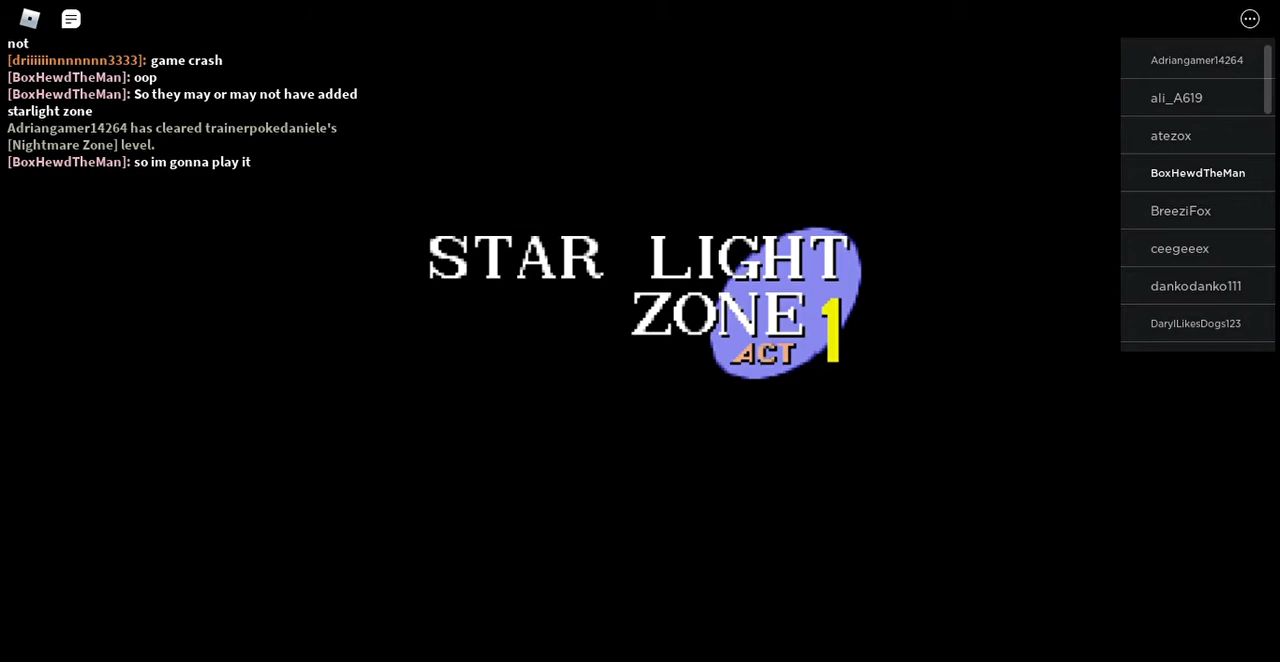 not
[driiiiiinnnnnnn3333]: game crash
[BoxHewdTheMan]: oop
[BoxHewdTheMan]: So they may or may not have added
starlight zone
Adriangamer14264 has cleared trainerpokedaniele's
[Nightmare Zone] level.
[BoxHewdTheMan]: so im gonna play it
STAR LIGHT
ZONE
ACT 1
Adriangamer14264
ali_A619
atezox
BoxHewdTheMan
BreeziFox
ceegeeex
dankodanko111
DarylLikesDogs123